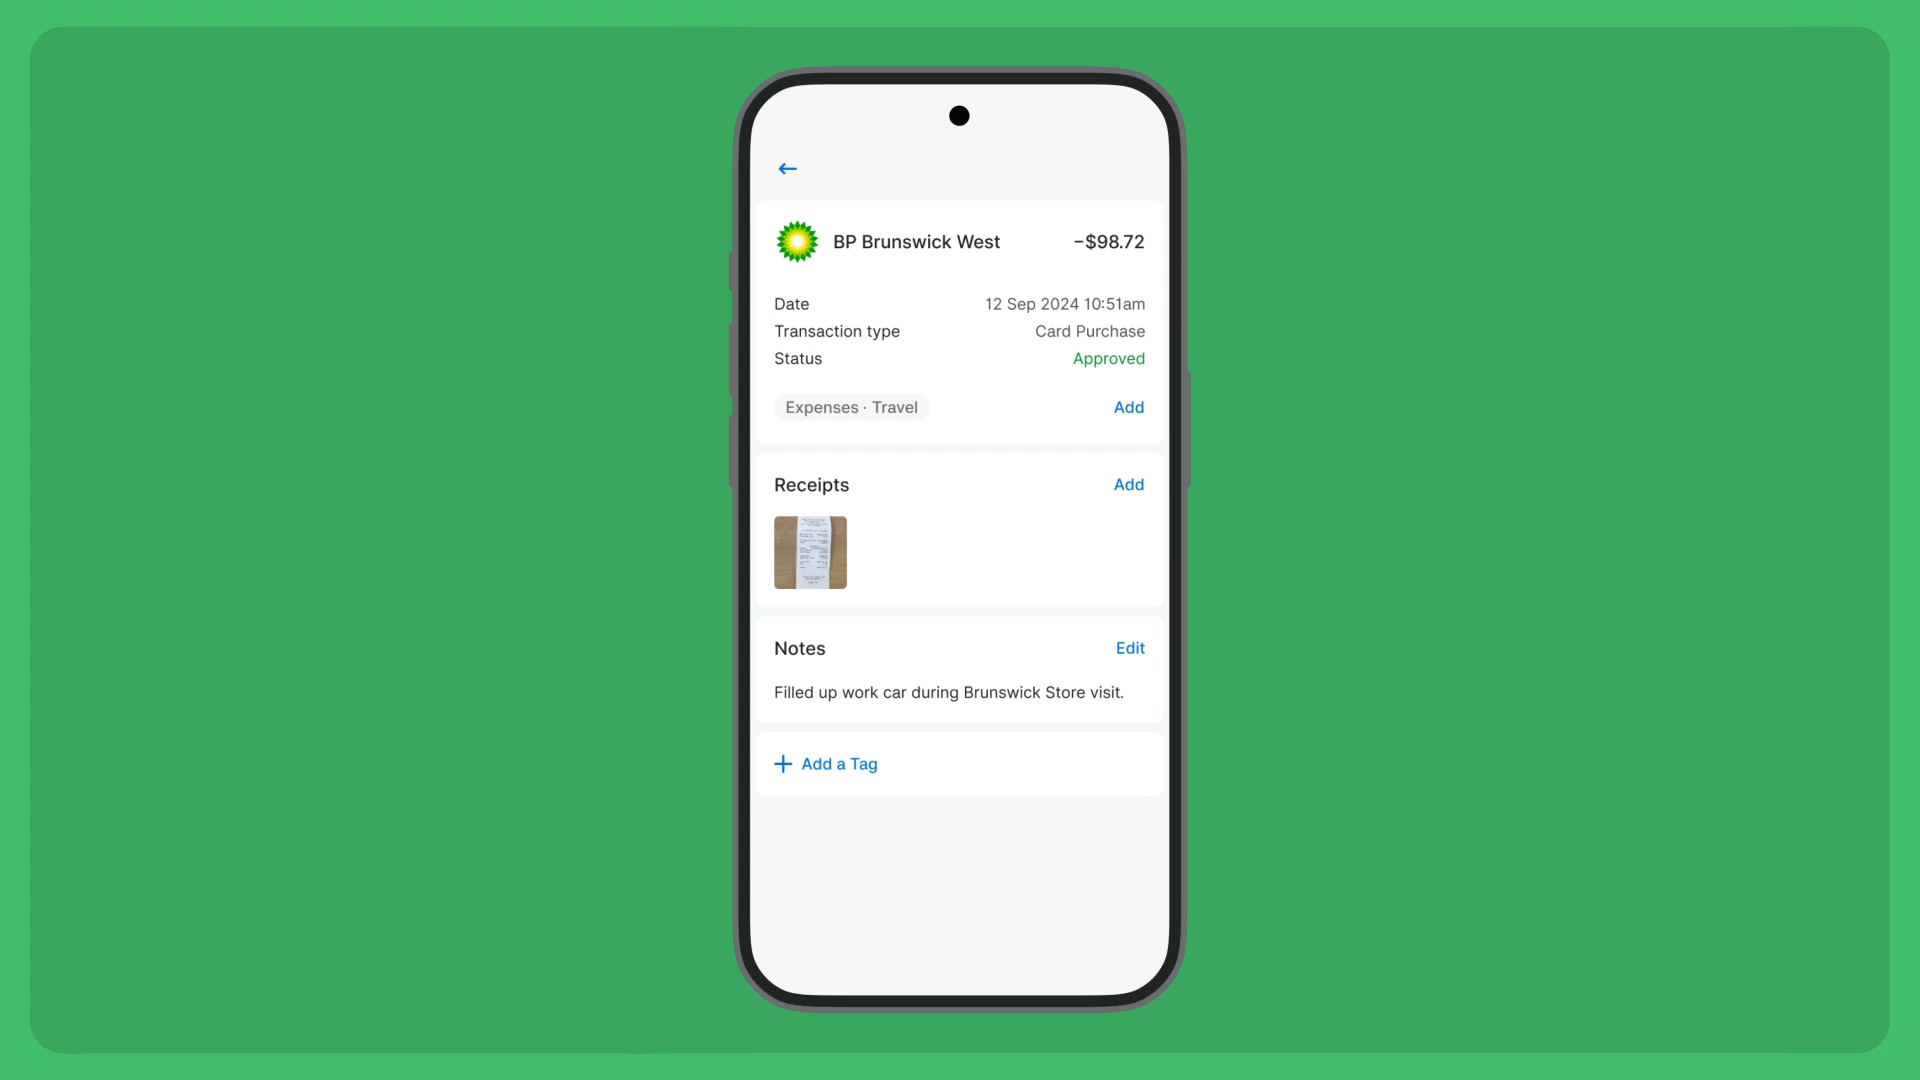 BP Brunswick West −$98.72
Date 12 Sep 2024 10:51am
Transaction type Card Purchase
Status Approved
Expenses · Travel Add
Receipts Add
Notes Edit
Filled up work car during Brunswick Store visit.
Add a Tag